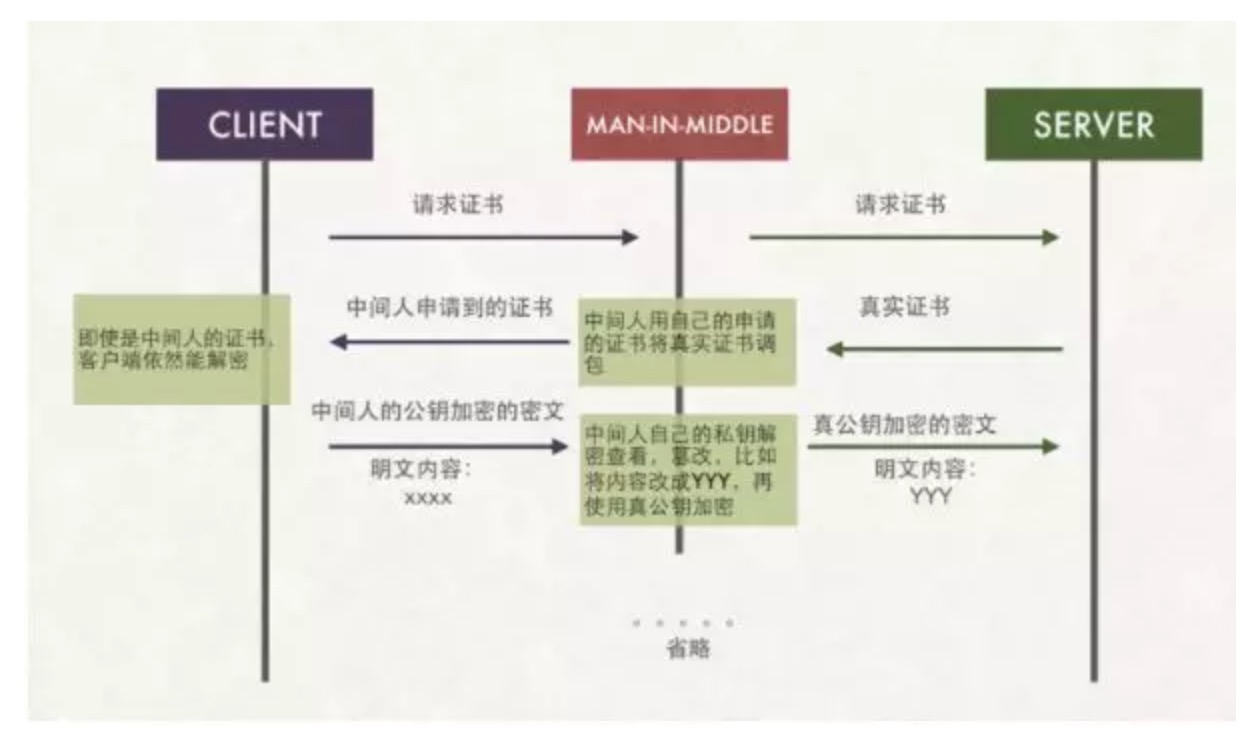 CLIENT
MAN-IN-MIDDLE
SERVER
请求证书
请求证书
中间人申请到的证书
真实证书
即使是中间人的证书，
客户端依然能解密
中间人用自己的申请
的证书将真实证书调
包
中间人的公钥加密的密文
明文内容：
xxxx
中间人自己的私钥解
密查看，篡改，比如
将内容改成YYY，再
使用真公钥加密
真公钥加密的密文
明文内容：
YYY
省略